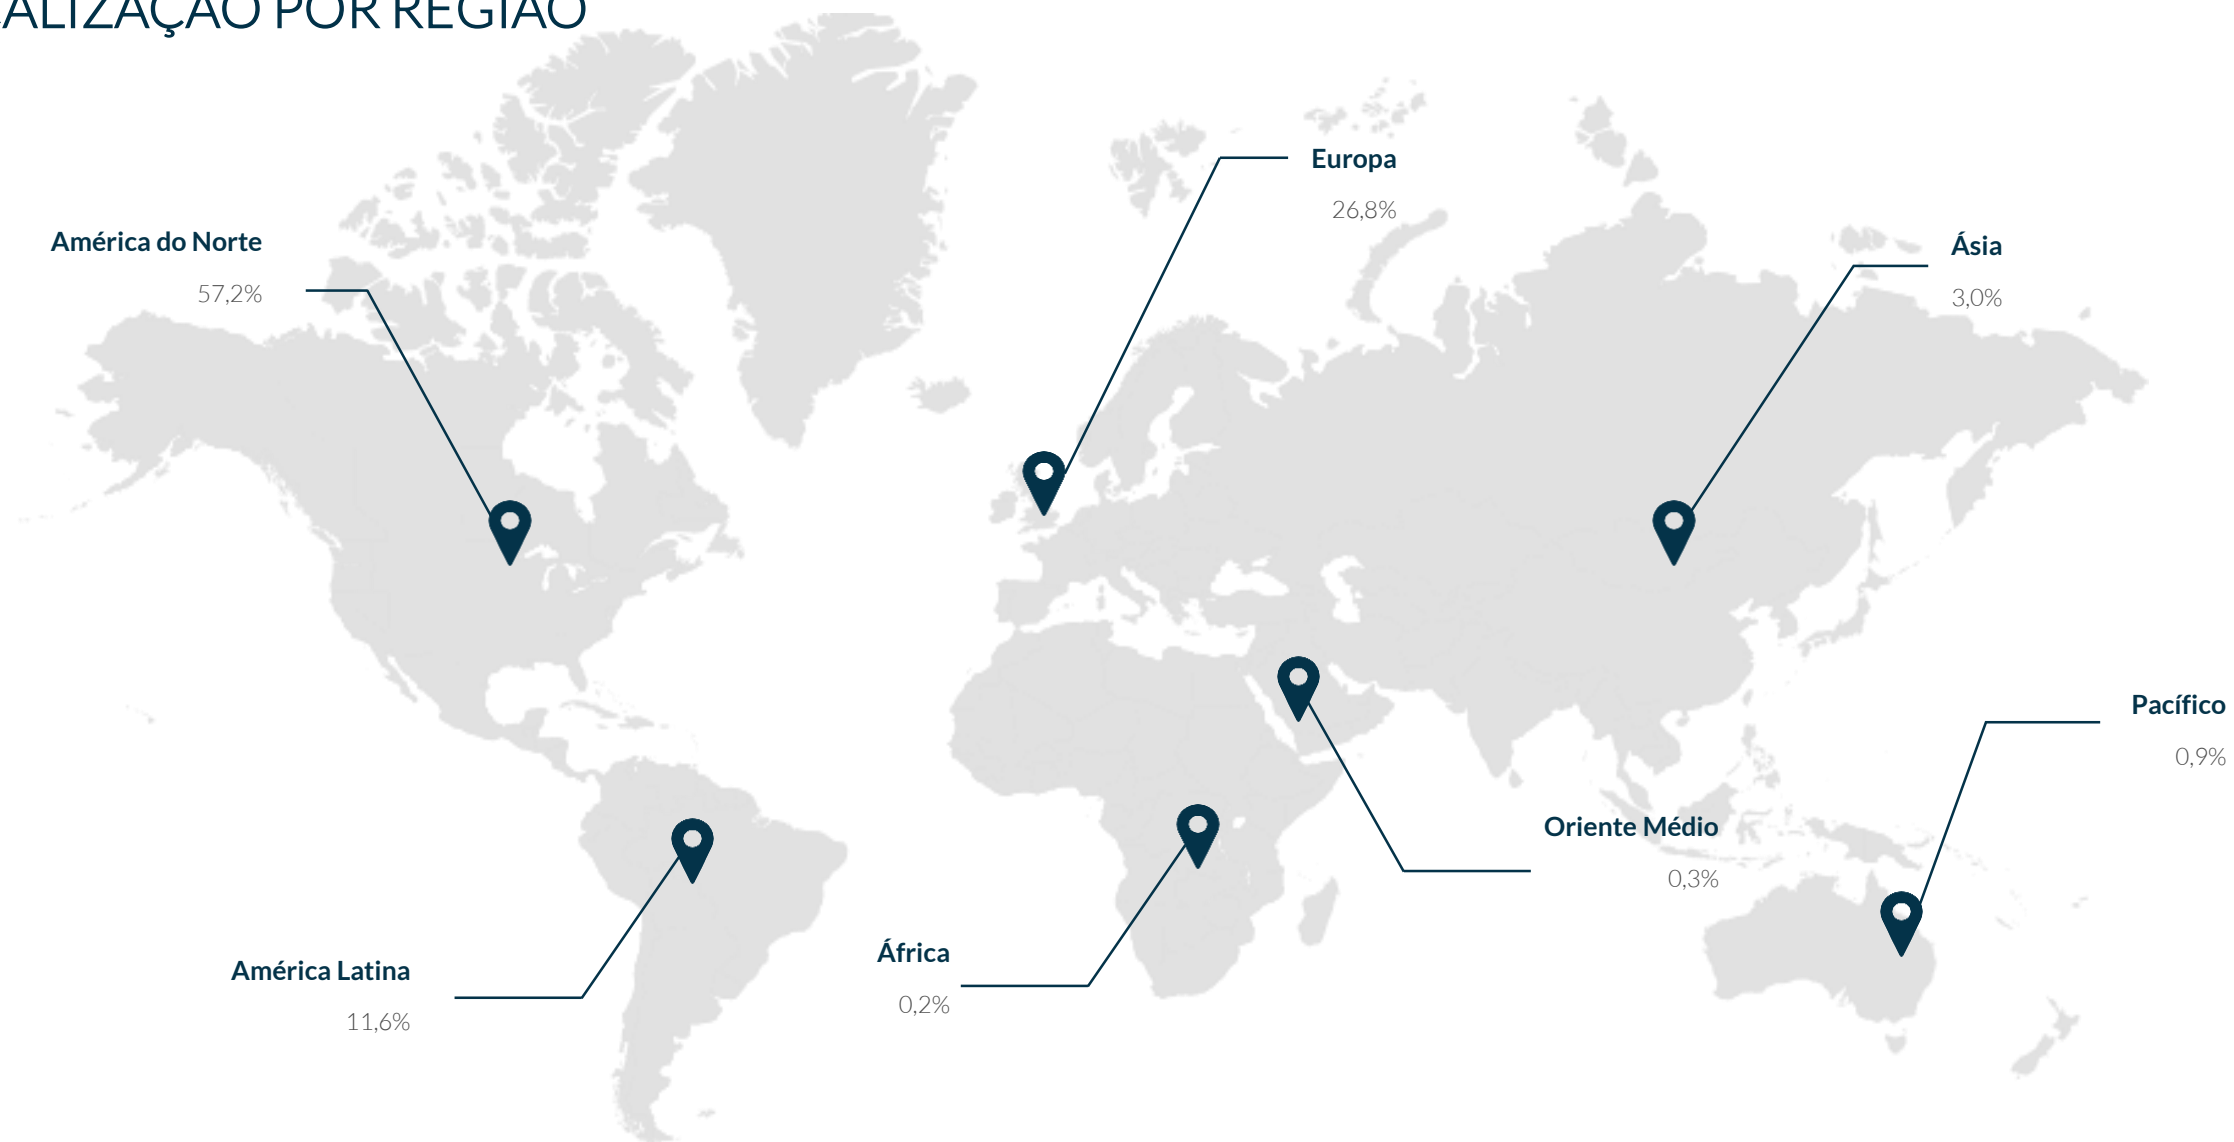 ALIZAÇÃO POR REGIÃO
Europa
26,8%
América do Norte
57,2%
Ásia
3,0%
Pacífico
0,9%
Oriente Médio
0,3%
África
0,2%
América Latina
11,6%